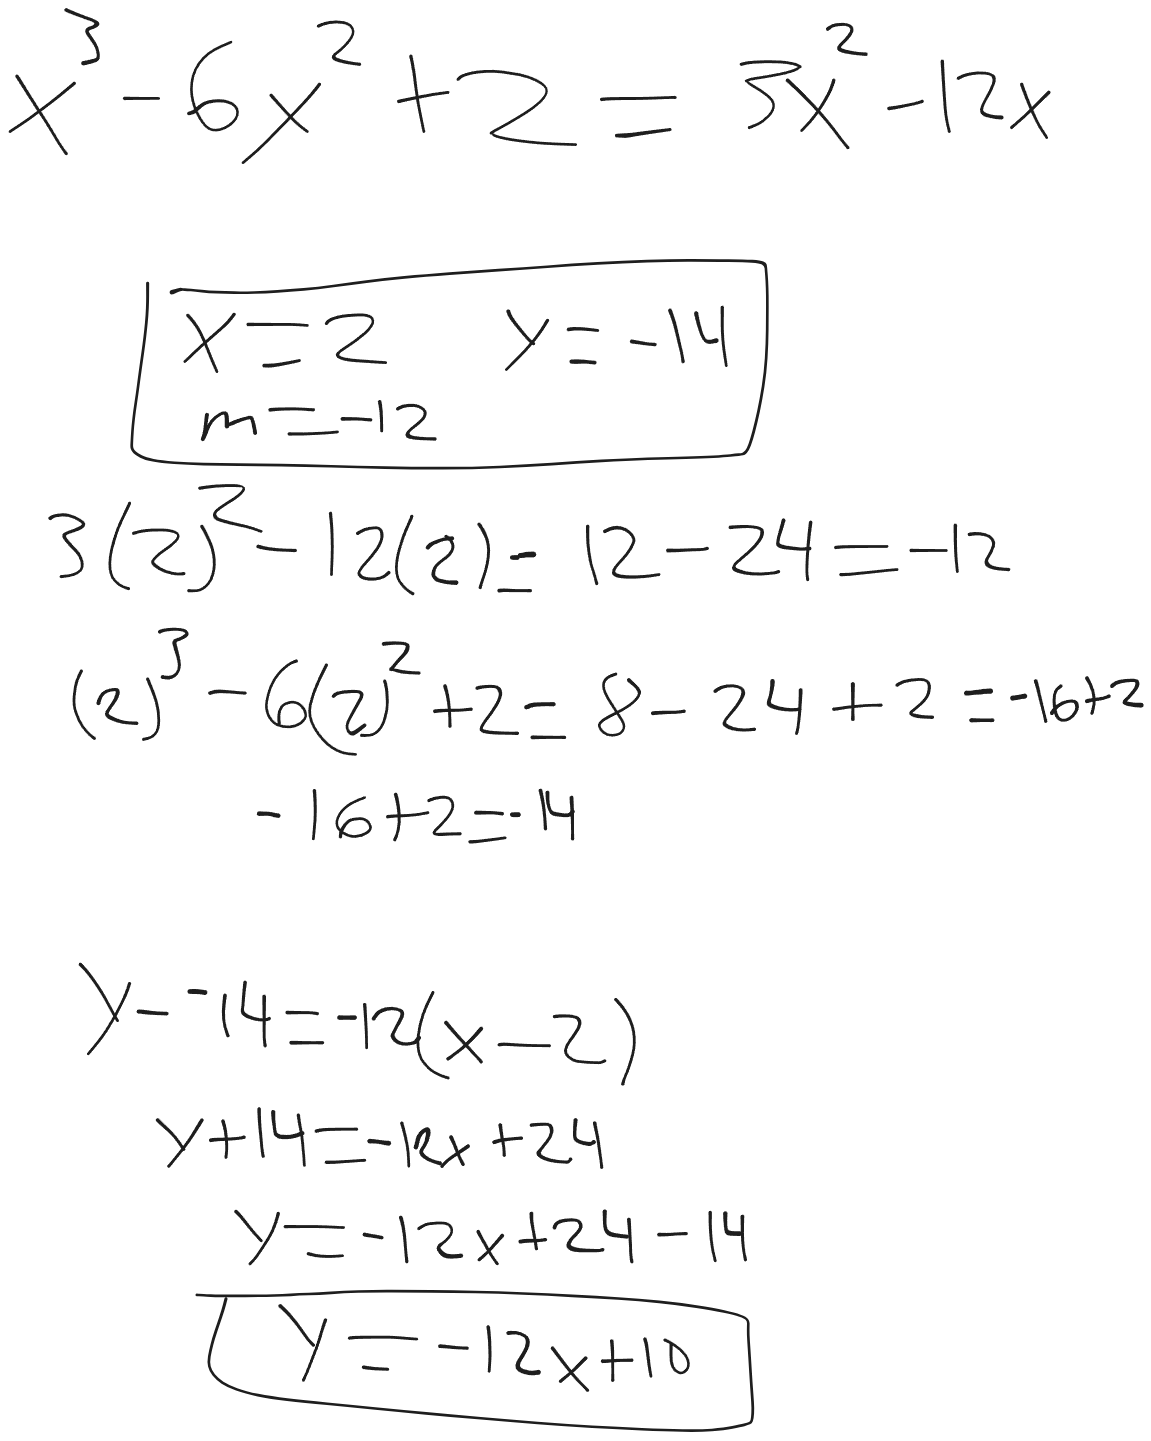 x³ - 6x² + 2 = 3x² - 12x
x = 2 y = -14
m = -12
3(2)² - 12(2) = 12 - 24 = -12
(2)³ - 6(2)² + 2 = 8 - 24 + 2 = -16+2
-16+2 = -14
y - -14 = -12(x - 2)
y + 14 = -12x + 24
y = -12x + 24 - 14
y = -12x + 10